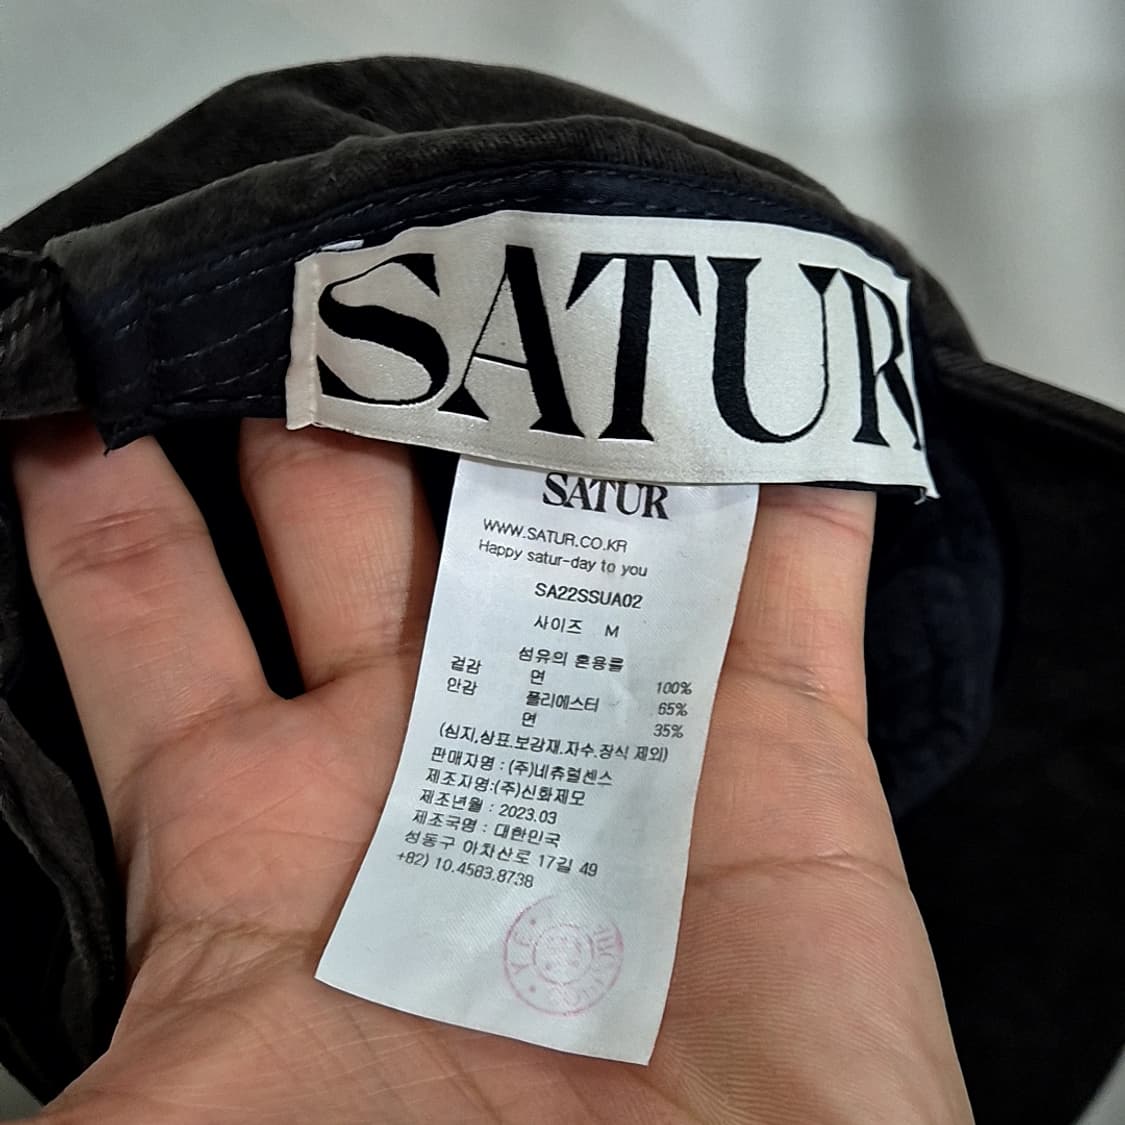 SATUR
SATUR
WWW.SATUR.CO.KR
Happy satur-day to you
SA22SSUA02
사이즈 M
섬유의 혼용률
겉감 면 100%
안감 폴리에스터 65%
면 35%
(심지,상표.보강재.자수.장식 제외)
판매자명 : (주)네츄럴센스
제조자명:(주)신화제모
제조년월 : 2023.03
제조국명 : 대한민국
성동구 아차산로 17길 49
+82) 10.4583.8738